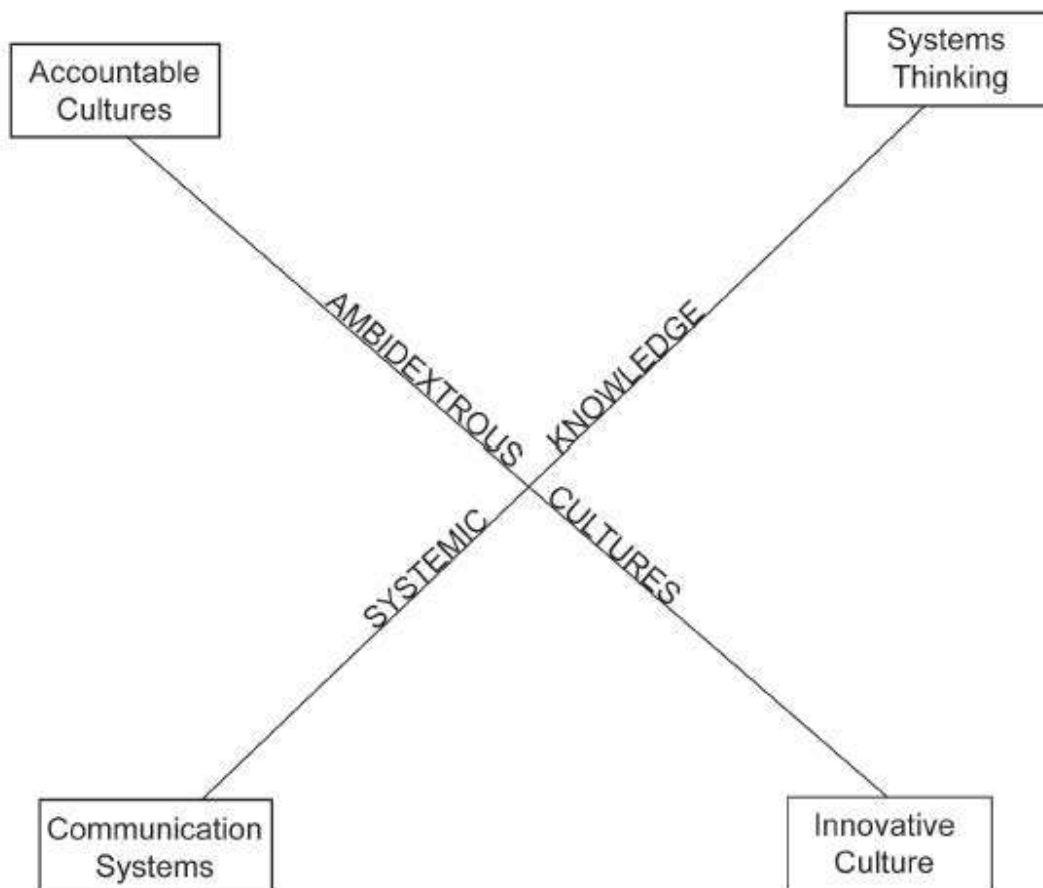 Systems
Thinking
Accountable
Cultures
AMBIDEXTROUS
KNOWLEDGE
SYSTEMIC
CULTURES
Communication
Systems
Innovative
Culture